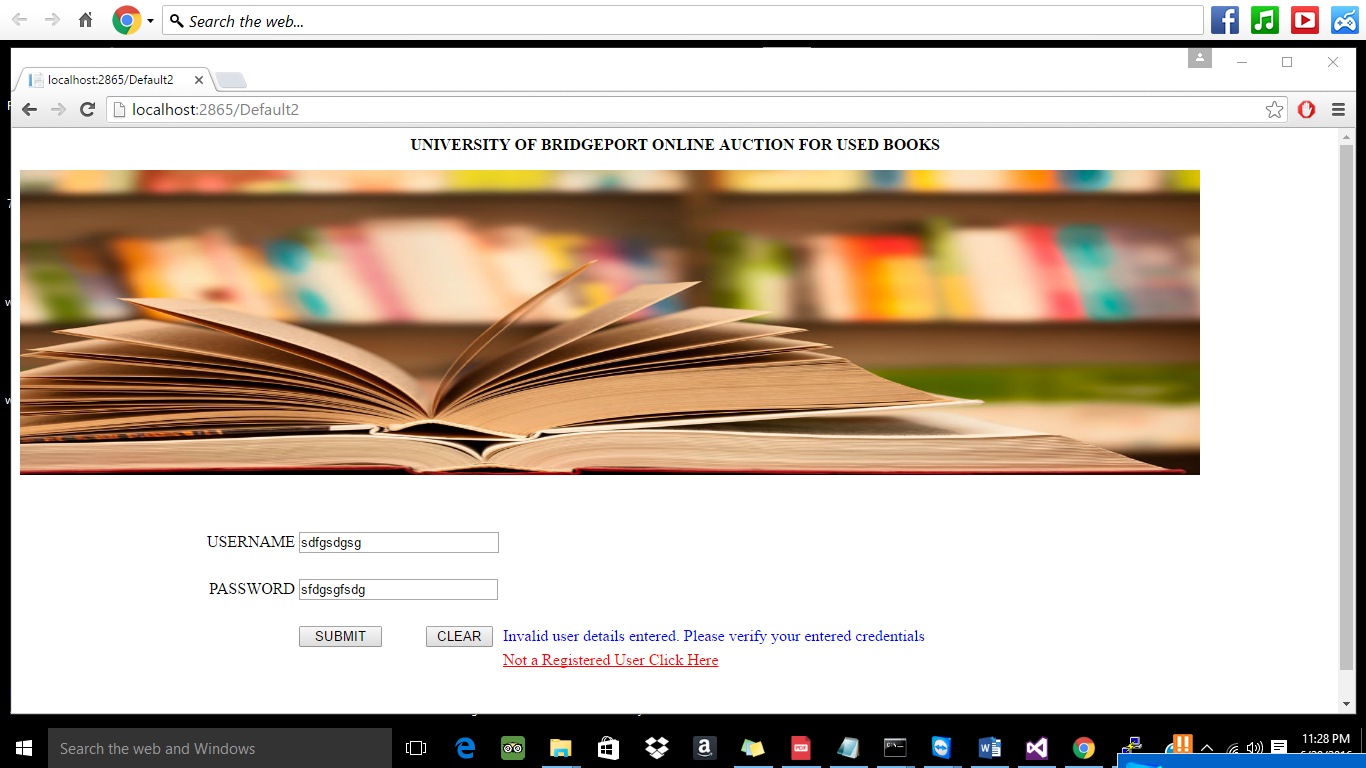 Search the web...
localhost:2865/Default2
localhost:2865/Default2
UNIVERSITY OF BRIDGEPORT ONLINE AUCTION FOR USED BOOKS
USERNAME sdfgsdgsg
PASSWORD sfdgsgfsdg
SUBMIT CLEAR Invalid user details entered. Please verify your entered credentials
Not a Registered User Click Here
Search the web and Windows
11:28 PM